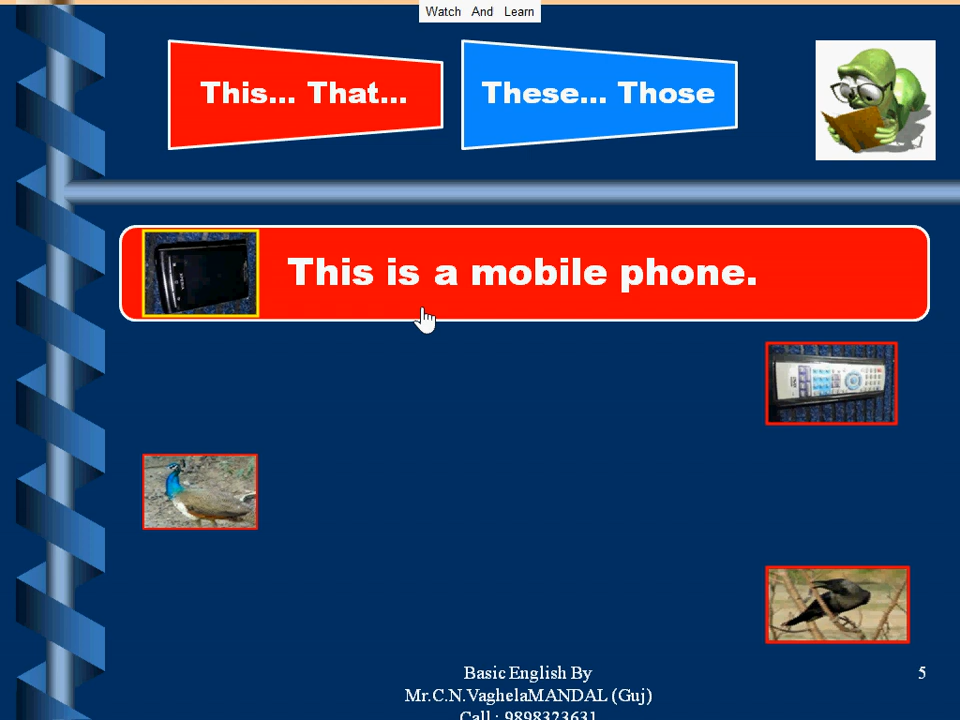 Watch And Learn
This... That...
These... Those
This is a mobile phone.
Basic English By
Mr.C.N.VaghelaMANDAL (Guj)
Call : 9898323631
5